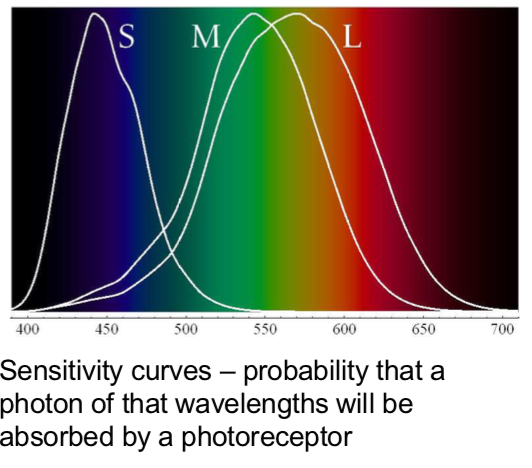 S M L
400 450 500 550 600 650 700
Sensitivity curves – probability that a
photon of that wavelengths will be
absorbed by a photoreceptor